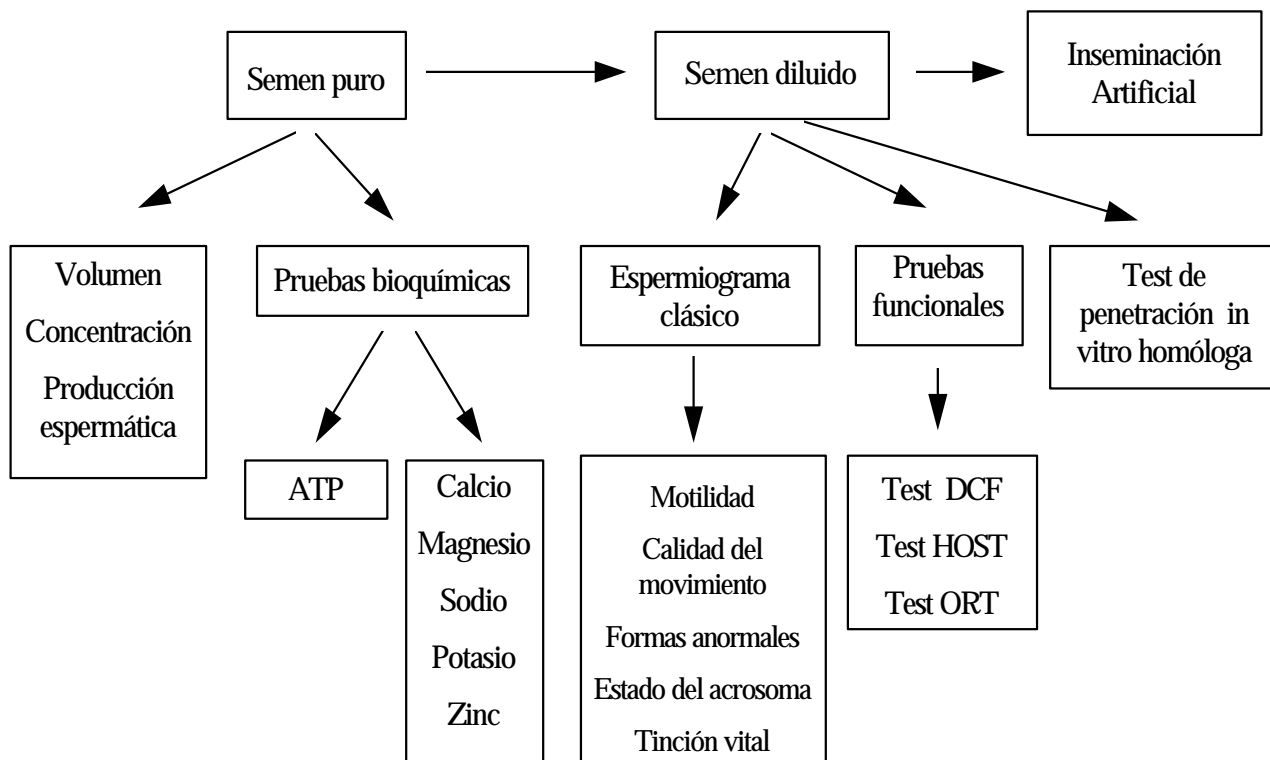 Semen puro
Semen diluido
Inseminación
Artificial
Volumen
Concentración
Producción
espermática
Pruebas bioquímicas
Espermiograma
clásico
Pruebas
funcionales
Test de
penetración in
vitro homóloga
ATP
Calcio
Magnesio
Sodio
Potasio
Zinc
Motilidad
Calidad del
movimiento
Formas anormales
Estado del acrosoma
Tinción vital
Test DCF
Test HOST
Test ORT